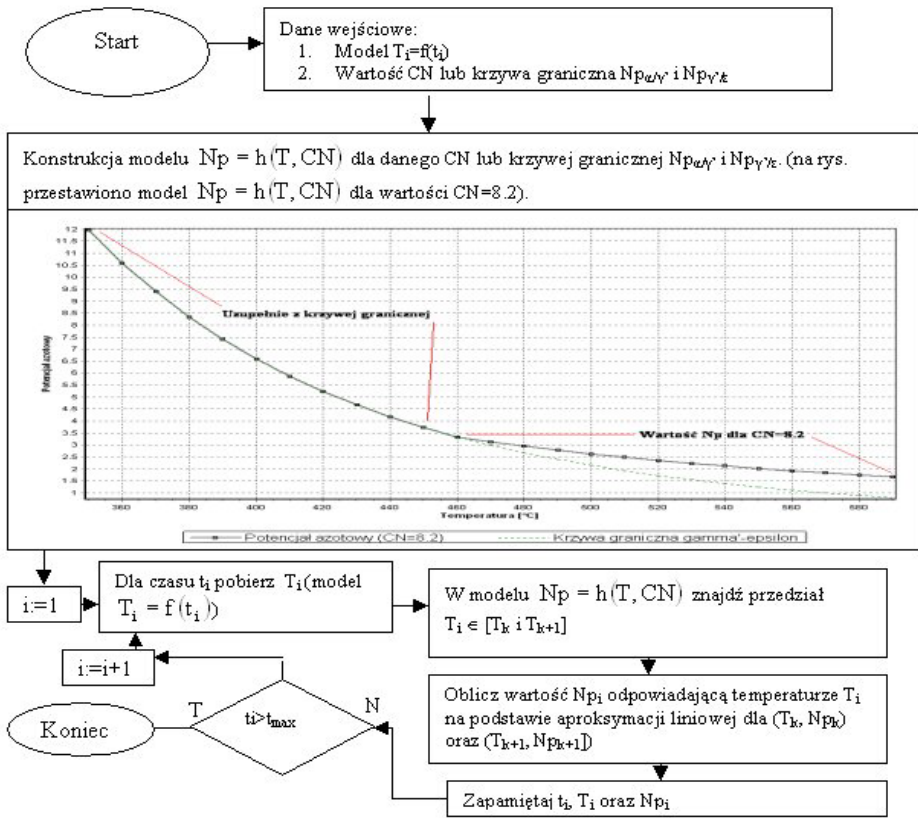 Start
Dane wejściowe:
1. Model Ti=f(ti)
2. Wartość CN lub krzywa graniczna Npα/γ' i Npγ'/ε
Konstrukcja modelu Np = h(T, CN) dla danego CN lub krzywej granicznej Npα/γ' i Npγ'/ε. (na rys.
przestawiono model Np = h(T, CN) dla wartości CN=8.2).
12
11.5
11
10.5
10
9.5
9
8.5
8
7.5
7
6.5
6
5.5
5
4.5
4
3.5
3
2.5
2
1.5
1
Potencjał azotowy
Uzupełnie z krzywej granicznej
Wartość Np dla CN=8.2
360 380 400 420 440 460 480 500 520 540 560 580
Temperatura [°C]
Potencjał azotowy (CN=8.2) Krzywa graniczna gamma'-epsilon
i:=1
Dla czasu ti pobierz Ti(model
Ti = f(ti))
W modelu Np = h(T, CN) znajdź przedział
Ti ∈ [Tk i Tk+1]
i:=i+1
Oblicz wartość Npi odpowiadającą temperaturze Ti
na podstawie aproksymacji liniowej dla (Tk, Npk)
oraz (Tk+1, Npk+1])
Koniec
T
ti>tmax
N
Zapamiętaj ti, Ti oraz Npi